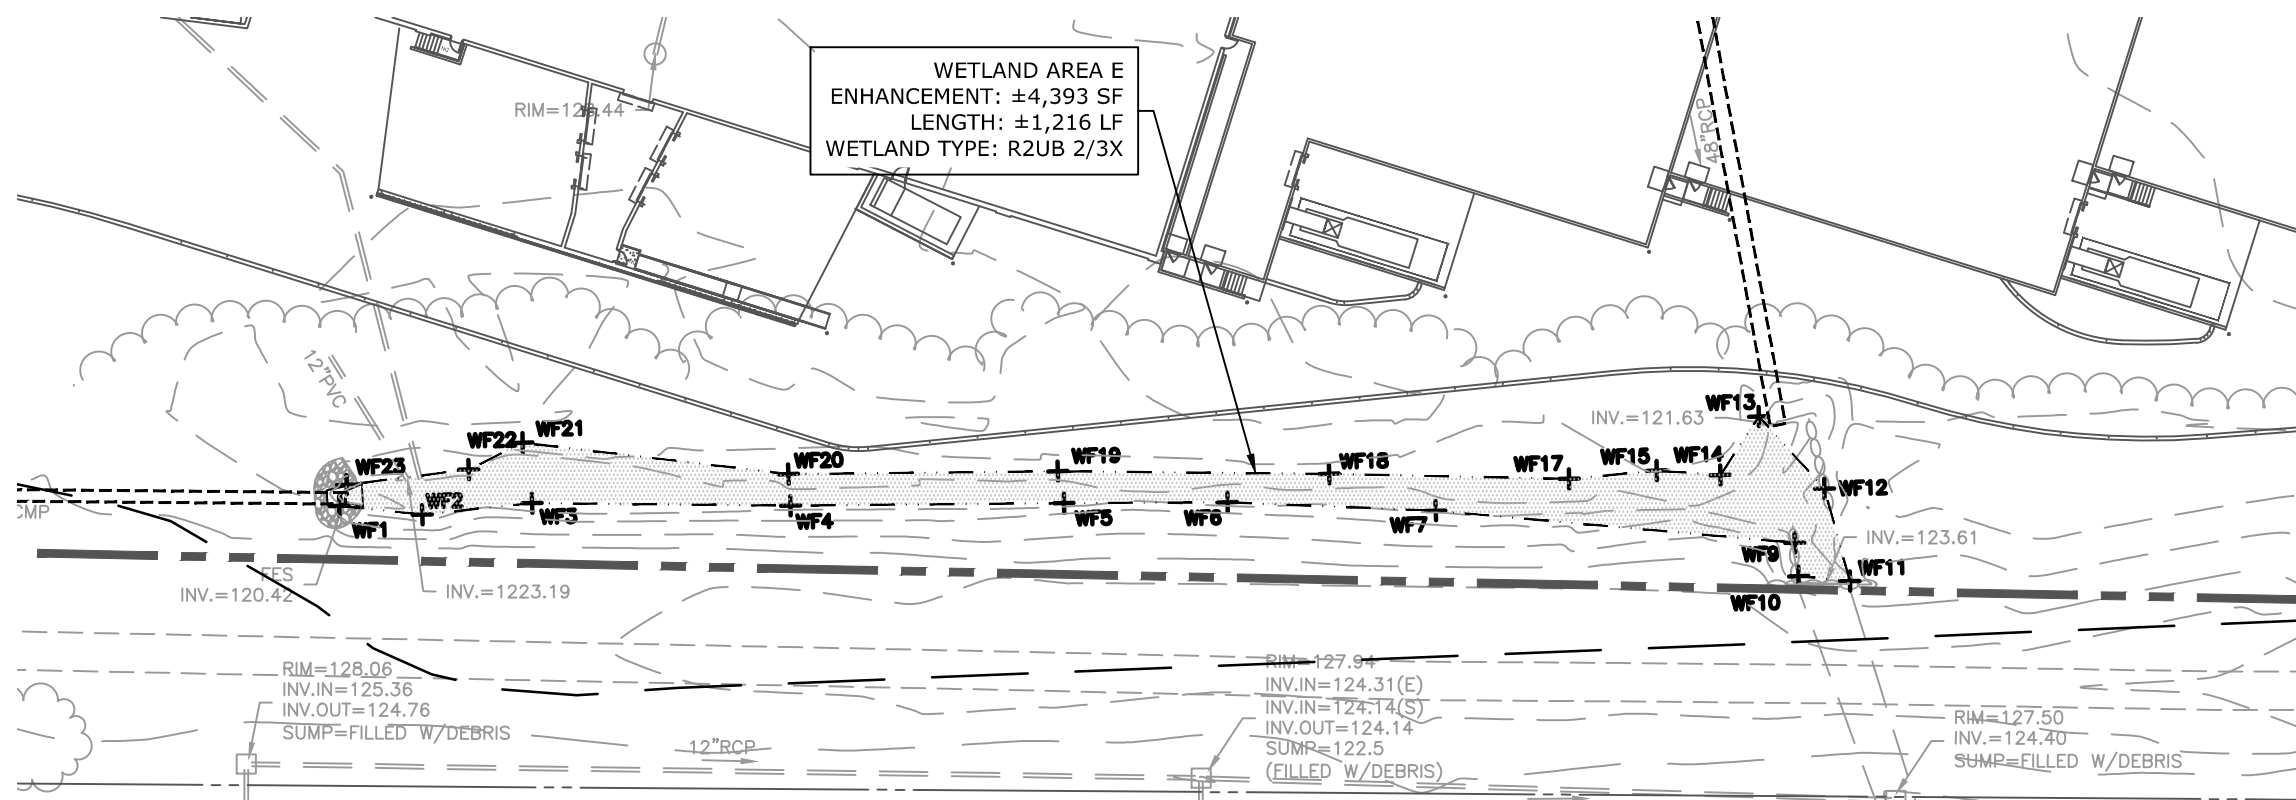 WETLAND AREA E
ENHANCEMENT: ±4,393 SF
LENGTH: ±1,216 LF
WETLAND TYPE: R2UB 2/3X
48"RCP
12"PVC
INV.=121.63
WF13
WF22
WF21
WF23
WF20
WF19
WF18
WF17
WF15
WF14
WF12
WF2
WF1
WF3
WF4
WF5
WF6
WF7
WF9
WF11
WF10
CMP
INV.=123.61
FES
INV.=120.42
INV.=1223.19
RIM=128.06
INV.IN=125.36
INV.OUT=124.76
SUMP=FILLED W/DEBRIS
12"RCP
RIM=127.94
INV.IN=124.31(E)
INV.IN=124.14(S)
INV.OUT=124.14
SUMP=122.5
(FILLED W/DEBRIS)
RIM=127.50
INV.=124.40
SUMP=FILLED W/DEBRIS